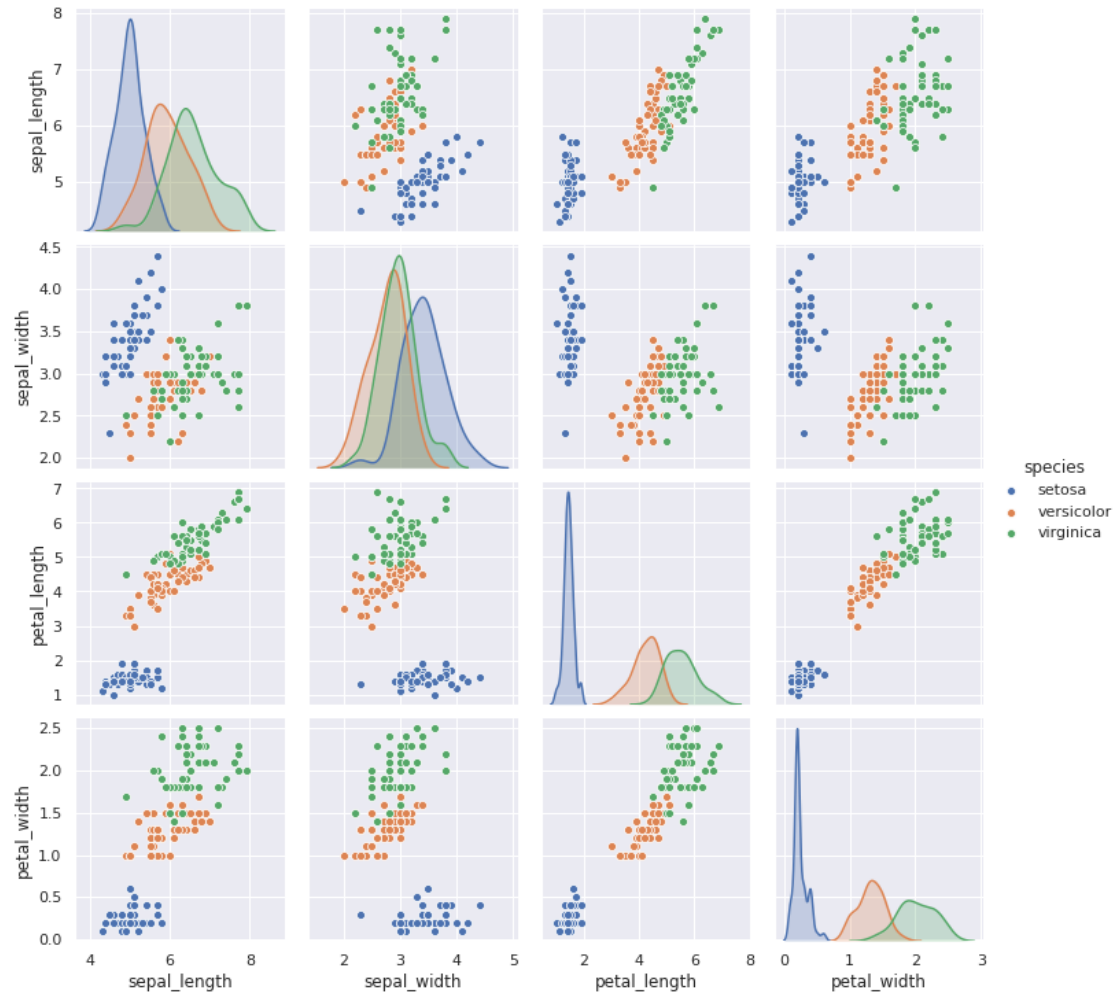 8
7
6
5
sepal_length
4.5
4.0
3.5
3.0
2.5
2.0
sepal_width
species
setosa
versicolor
virginica
7
6
5
4
3
2
1
petal_length
2.5
2.0
1.5
1.0
0.5
0.0
petal_width
4 6 8
sepal_length
2 3 4 5
sepal_width
2 4 6 8
petal_length
0 1 2 3
petal_width